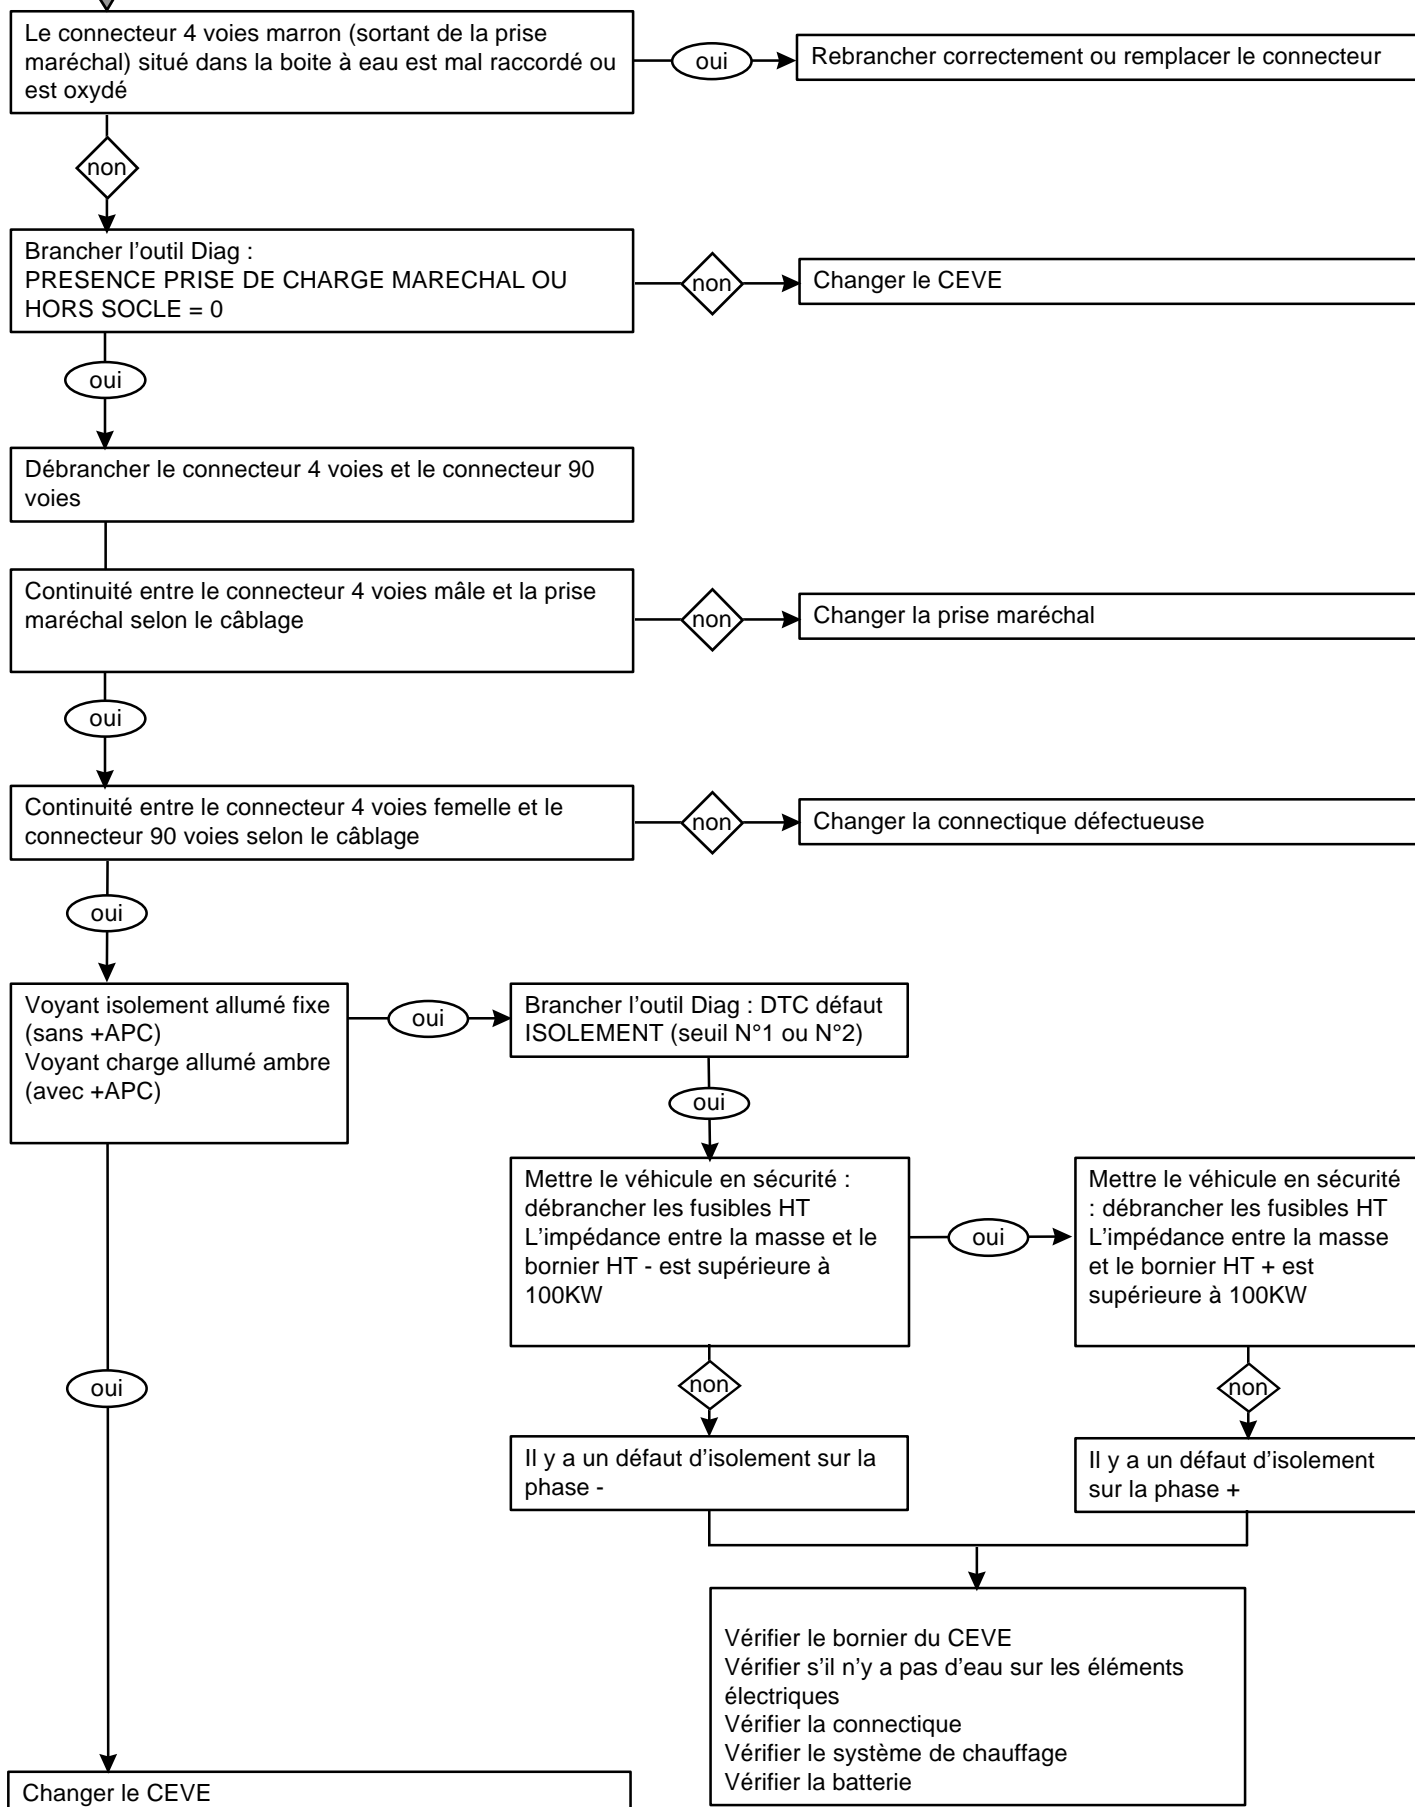 Le connecteur 4 voies marron (sortant de la prise
maréchal) situé dans la boite à eau est mal raccordé ou
est oxydé
oui
Rebrancher correctement ou remplacer le connecteur
non
Brancher l'outil Diag :
PRESENCE PRISE DE CHARGE MARECHAL OU
HORS SOCLE = 0
non
Changer le CEVE
oui
Débrancher le connecteur 4 voies et le connecteur 90
voies
Continuité entre le connecteur 4 voies mâle et la prise
maréchal selon le câblage
non
Changer la prise maréchal
oui
Continuité entre le connecteur 4 voies femelle et le
connecteur 90 voies selon le câblage
non
Changer la connectique défectueuse
oui
Voyant isolement allumé fixe
(sans +APC)
Voyant charge allumé ambre
(avec +APC)
oui
Brancher l'outil Diag : DTC défaut
ISOLEMENT (seuil N°1 ou N°2)
oui
Mettre le véhicule en sécurité :
débrancher les fusibles HT
L'impédance entre la masse et le
bornier HT - est supérieure à
100KW
oui
Mettre le véhicule en sécurité
: débrancher les fusibles HT
L'impédance entre la masse
et le bornier HT + est
supérieure à 100KW
oui
non
non
Il y a un défaut d'isolement sur la
phase -
Il y a un défaut d'isolement
sur la phase +
Vérifier le bornier du CEVE
Vérifier s'il n'y a pas d'eau sur les éléments
électriques
Vérifier la connectique
Vérifier le système de chauffage
Vérifier la batterie
Changer le CEVE